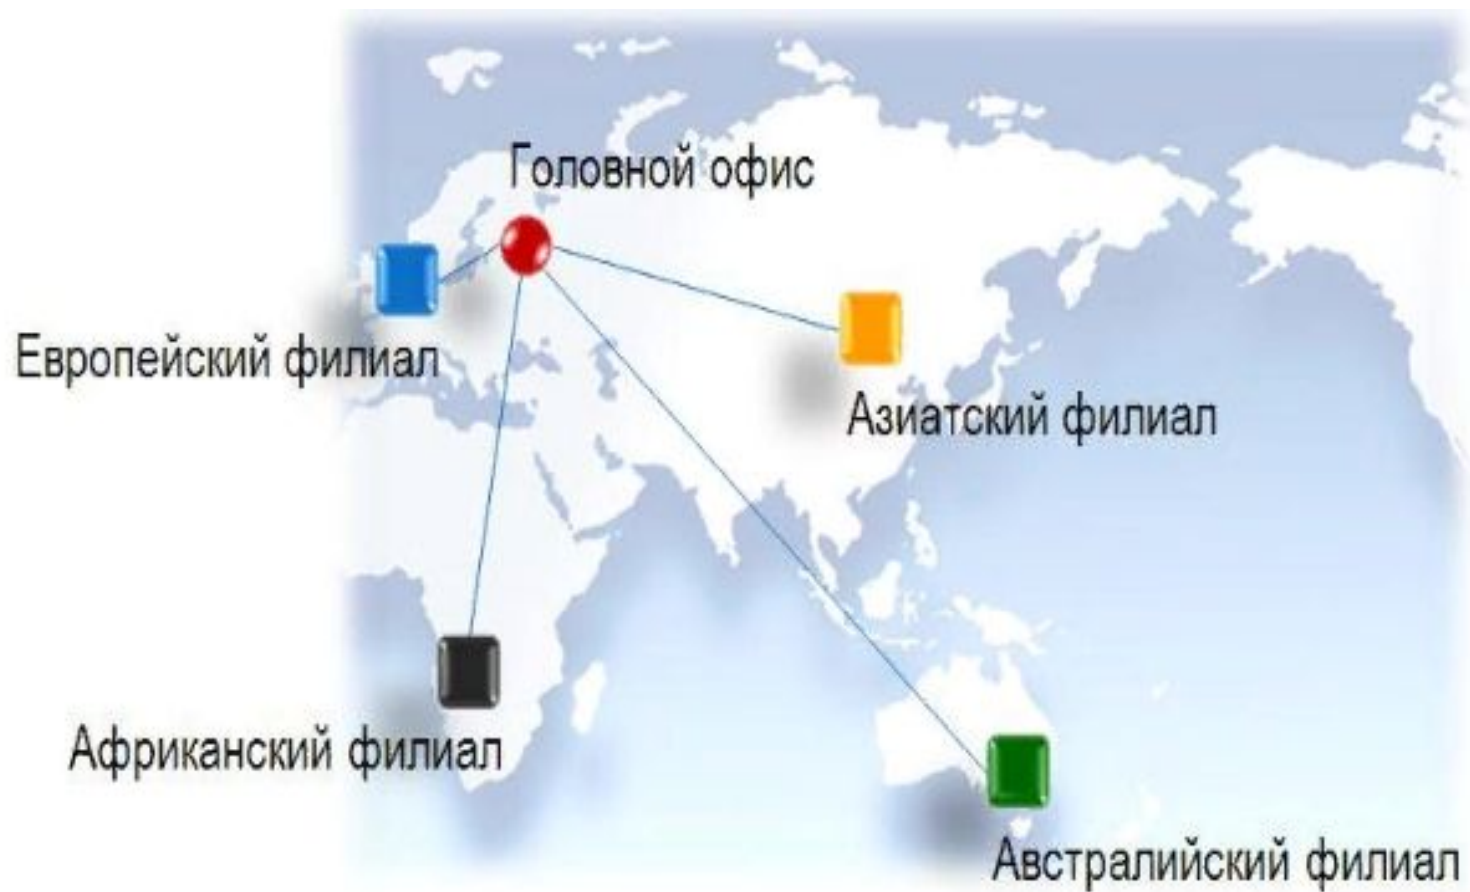 Головной офис
Европейский филиал
Азиатский филиал
Африканский филиал
Австралийский филиал